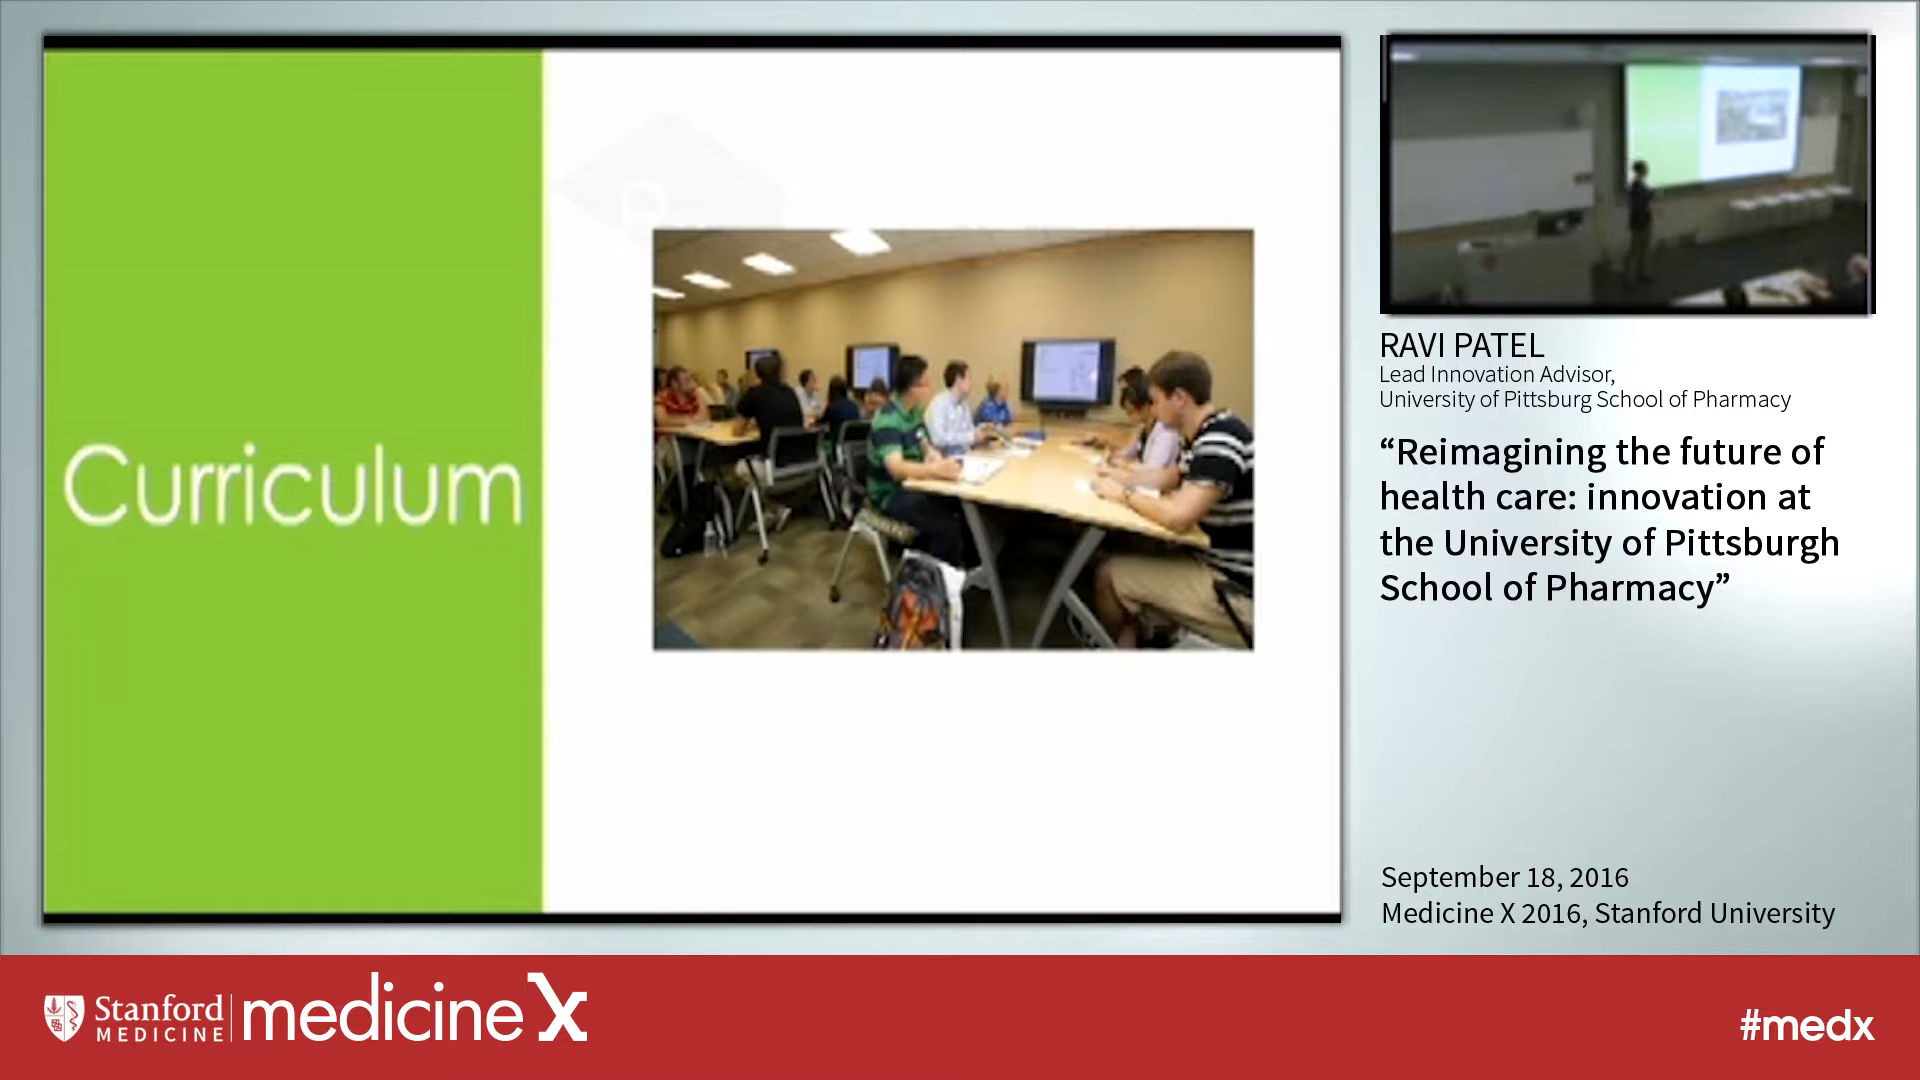 Curriculum
RAVI PATEL
Lead Innovation Advisor,
University of Pittsburg School of Pharmacy
“Reimagining the future of
health care: innovation at
the University of Pittsburgh
School of Pharmacy”
September 18, 2016
Medicine X 2016, Stanford University
Stanford
MEDICINE
medicine X
#medx